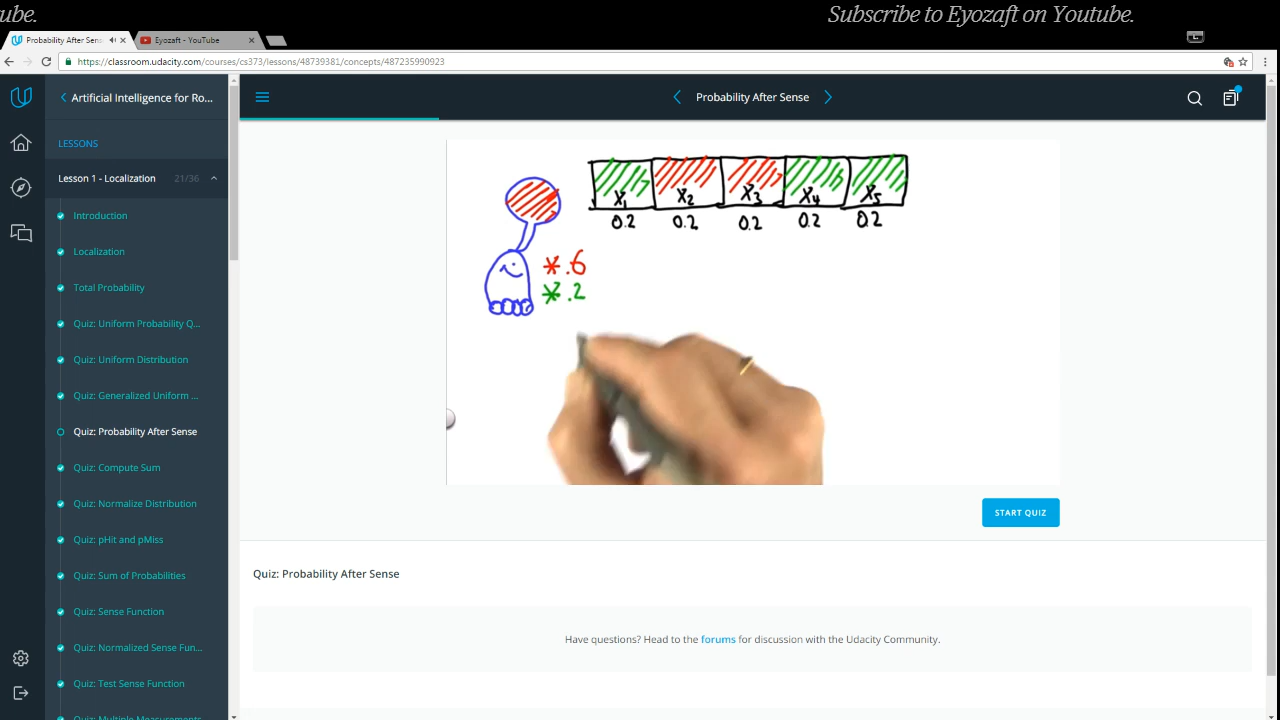 tube.
Subscribe to Eyozaft on Youtube.
Probability After Sens
Eyozaft - YouTube
https://classroom.udacity.com/courses/cs373/lessons/48739381/concepts/487235990923
Artificial Intelligence for Ro...
Probability After Sense
LESSONS
Lesson 1 - Localization 21/36
Introduction
Localization
Total Probability
Quiz: Uniform Probability Q...
Quiz: Uniform Distribution
Quiz: Generalized Uniform ...
Quiz: Probability After Sense
Quiz: Compute Sum
Quiz: Normalize Distribution
Quiz: pHit and pMiss
Quiz: Sum of Probabilities
Quiz: Sense Function
Quiz: Normalized Sense Fun...
Quiz: Test Sense Function
Quiz: Multiple Measurements
X1 X2 X3 X4 X5
0.2 0.2 0.2 0.2 0.2
*.6
*.2
START QUIZ
Quiz: Probability After Sense
Have questions? Head to the forums for discussion with the Udacity Community.